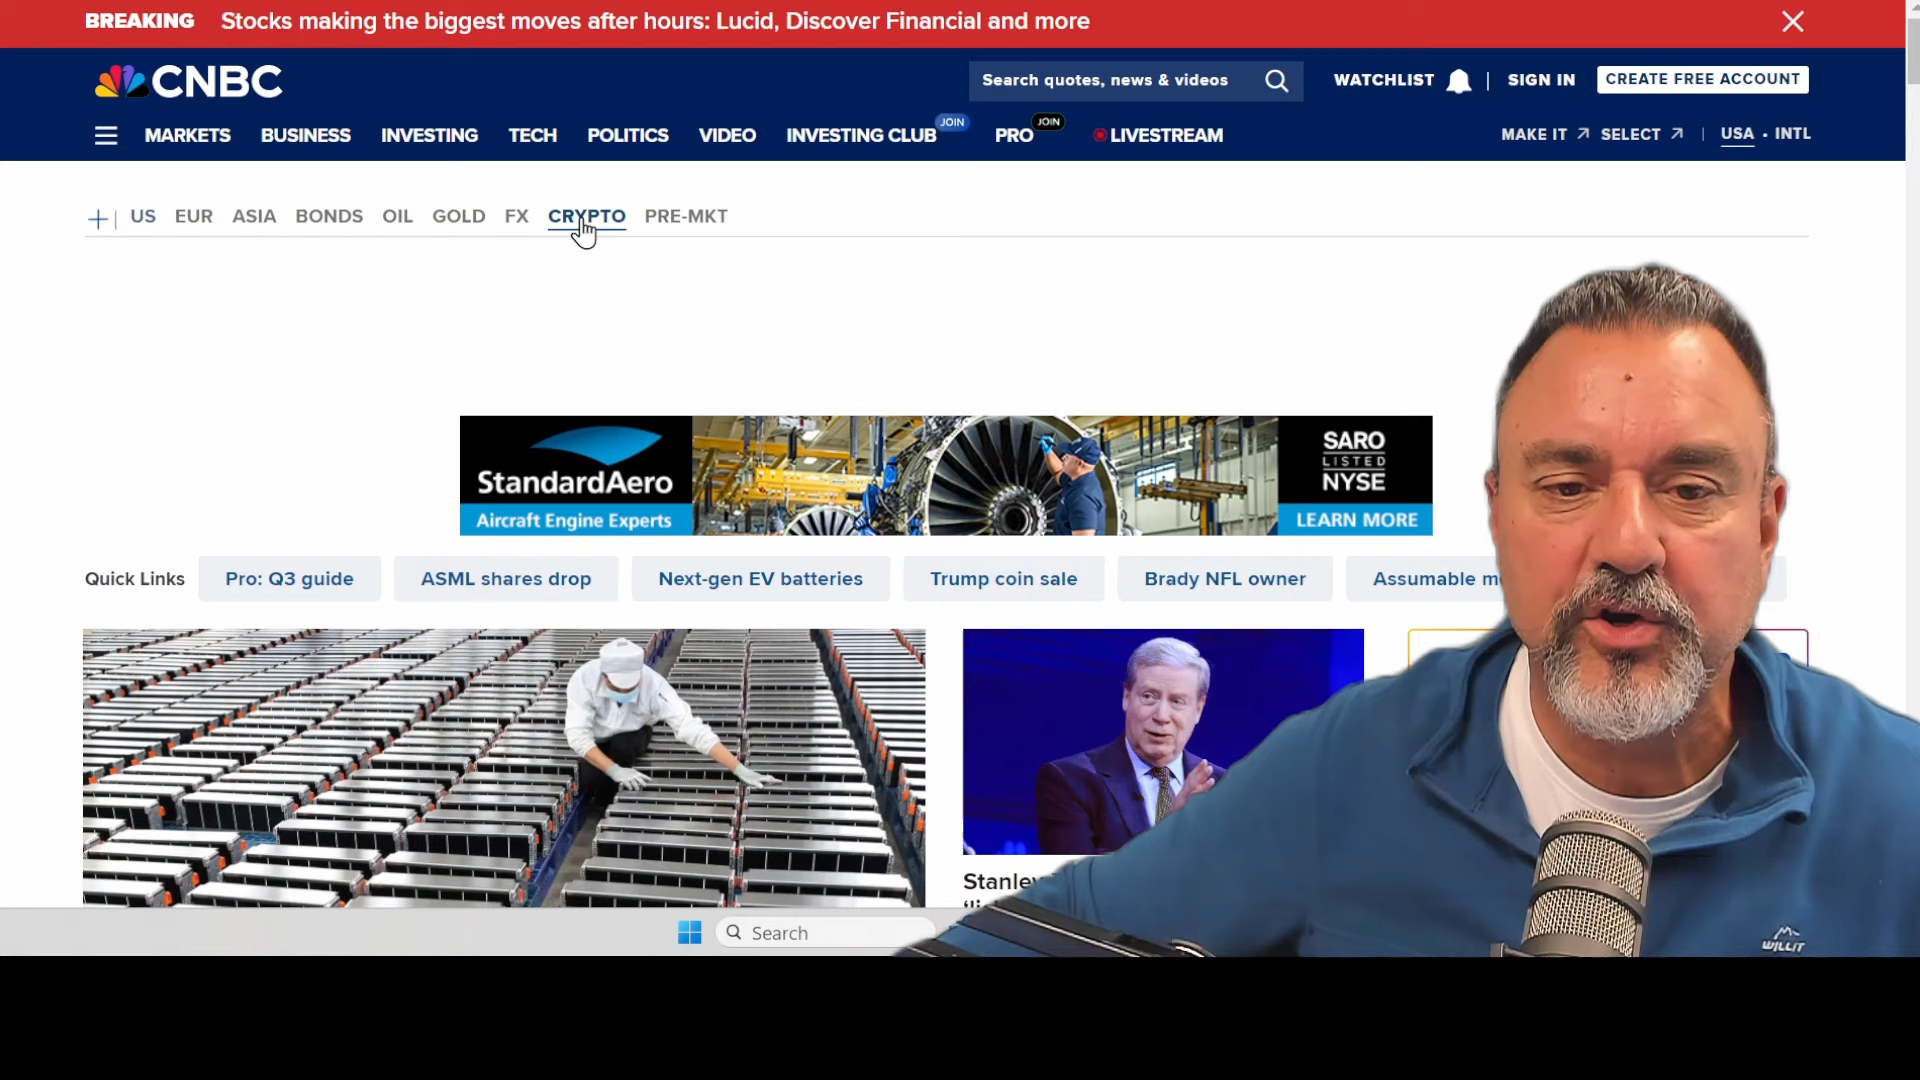 BREAKING Stocks making the biggest moves after hours: Lucid, Discover Financial and more
CNBC
Search quotes, news & videos
WATCHLIST | SIGN IN CREATE FREE ACCOUNT
MARKETS BUSINESS INVESTING TECH POLITICS VIDEO INVESTING CLUB JOIN PRO JOIN LIVESTREAM
MAKE IT SELECT | USA • INTL
US EUR ASIA BONDS OIL GOLD FX CRYPTO PRE-MKT
StandardAero
Aircraft Engine Experts
SARO
LISTED
NYSE
LEARN MORE
Quick Links Pro: Q3 guide ASML shares drop Next-gen EV batteries Trump coin sale Brady NFL owner Assumable
Stanley
Search
WILLIT